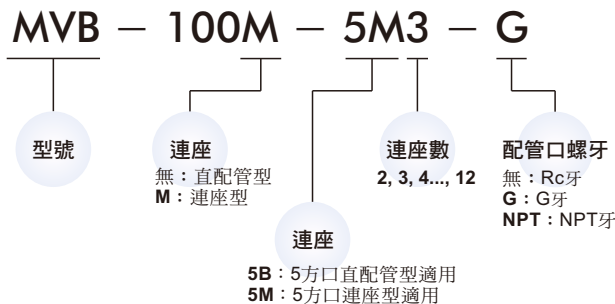 MVB – 100M – 5M3 – G
型號
連座
無：直配管型
M：連座型
連座
5B：5方口直配管型適用
5M：5方口連座型適用
連座數
2, 3, 4..., 12
配管口螺牙
無：Rc牙
G：G牙
NPT：NPT牙